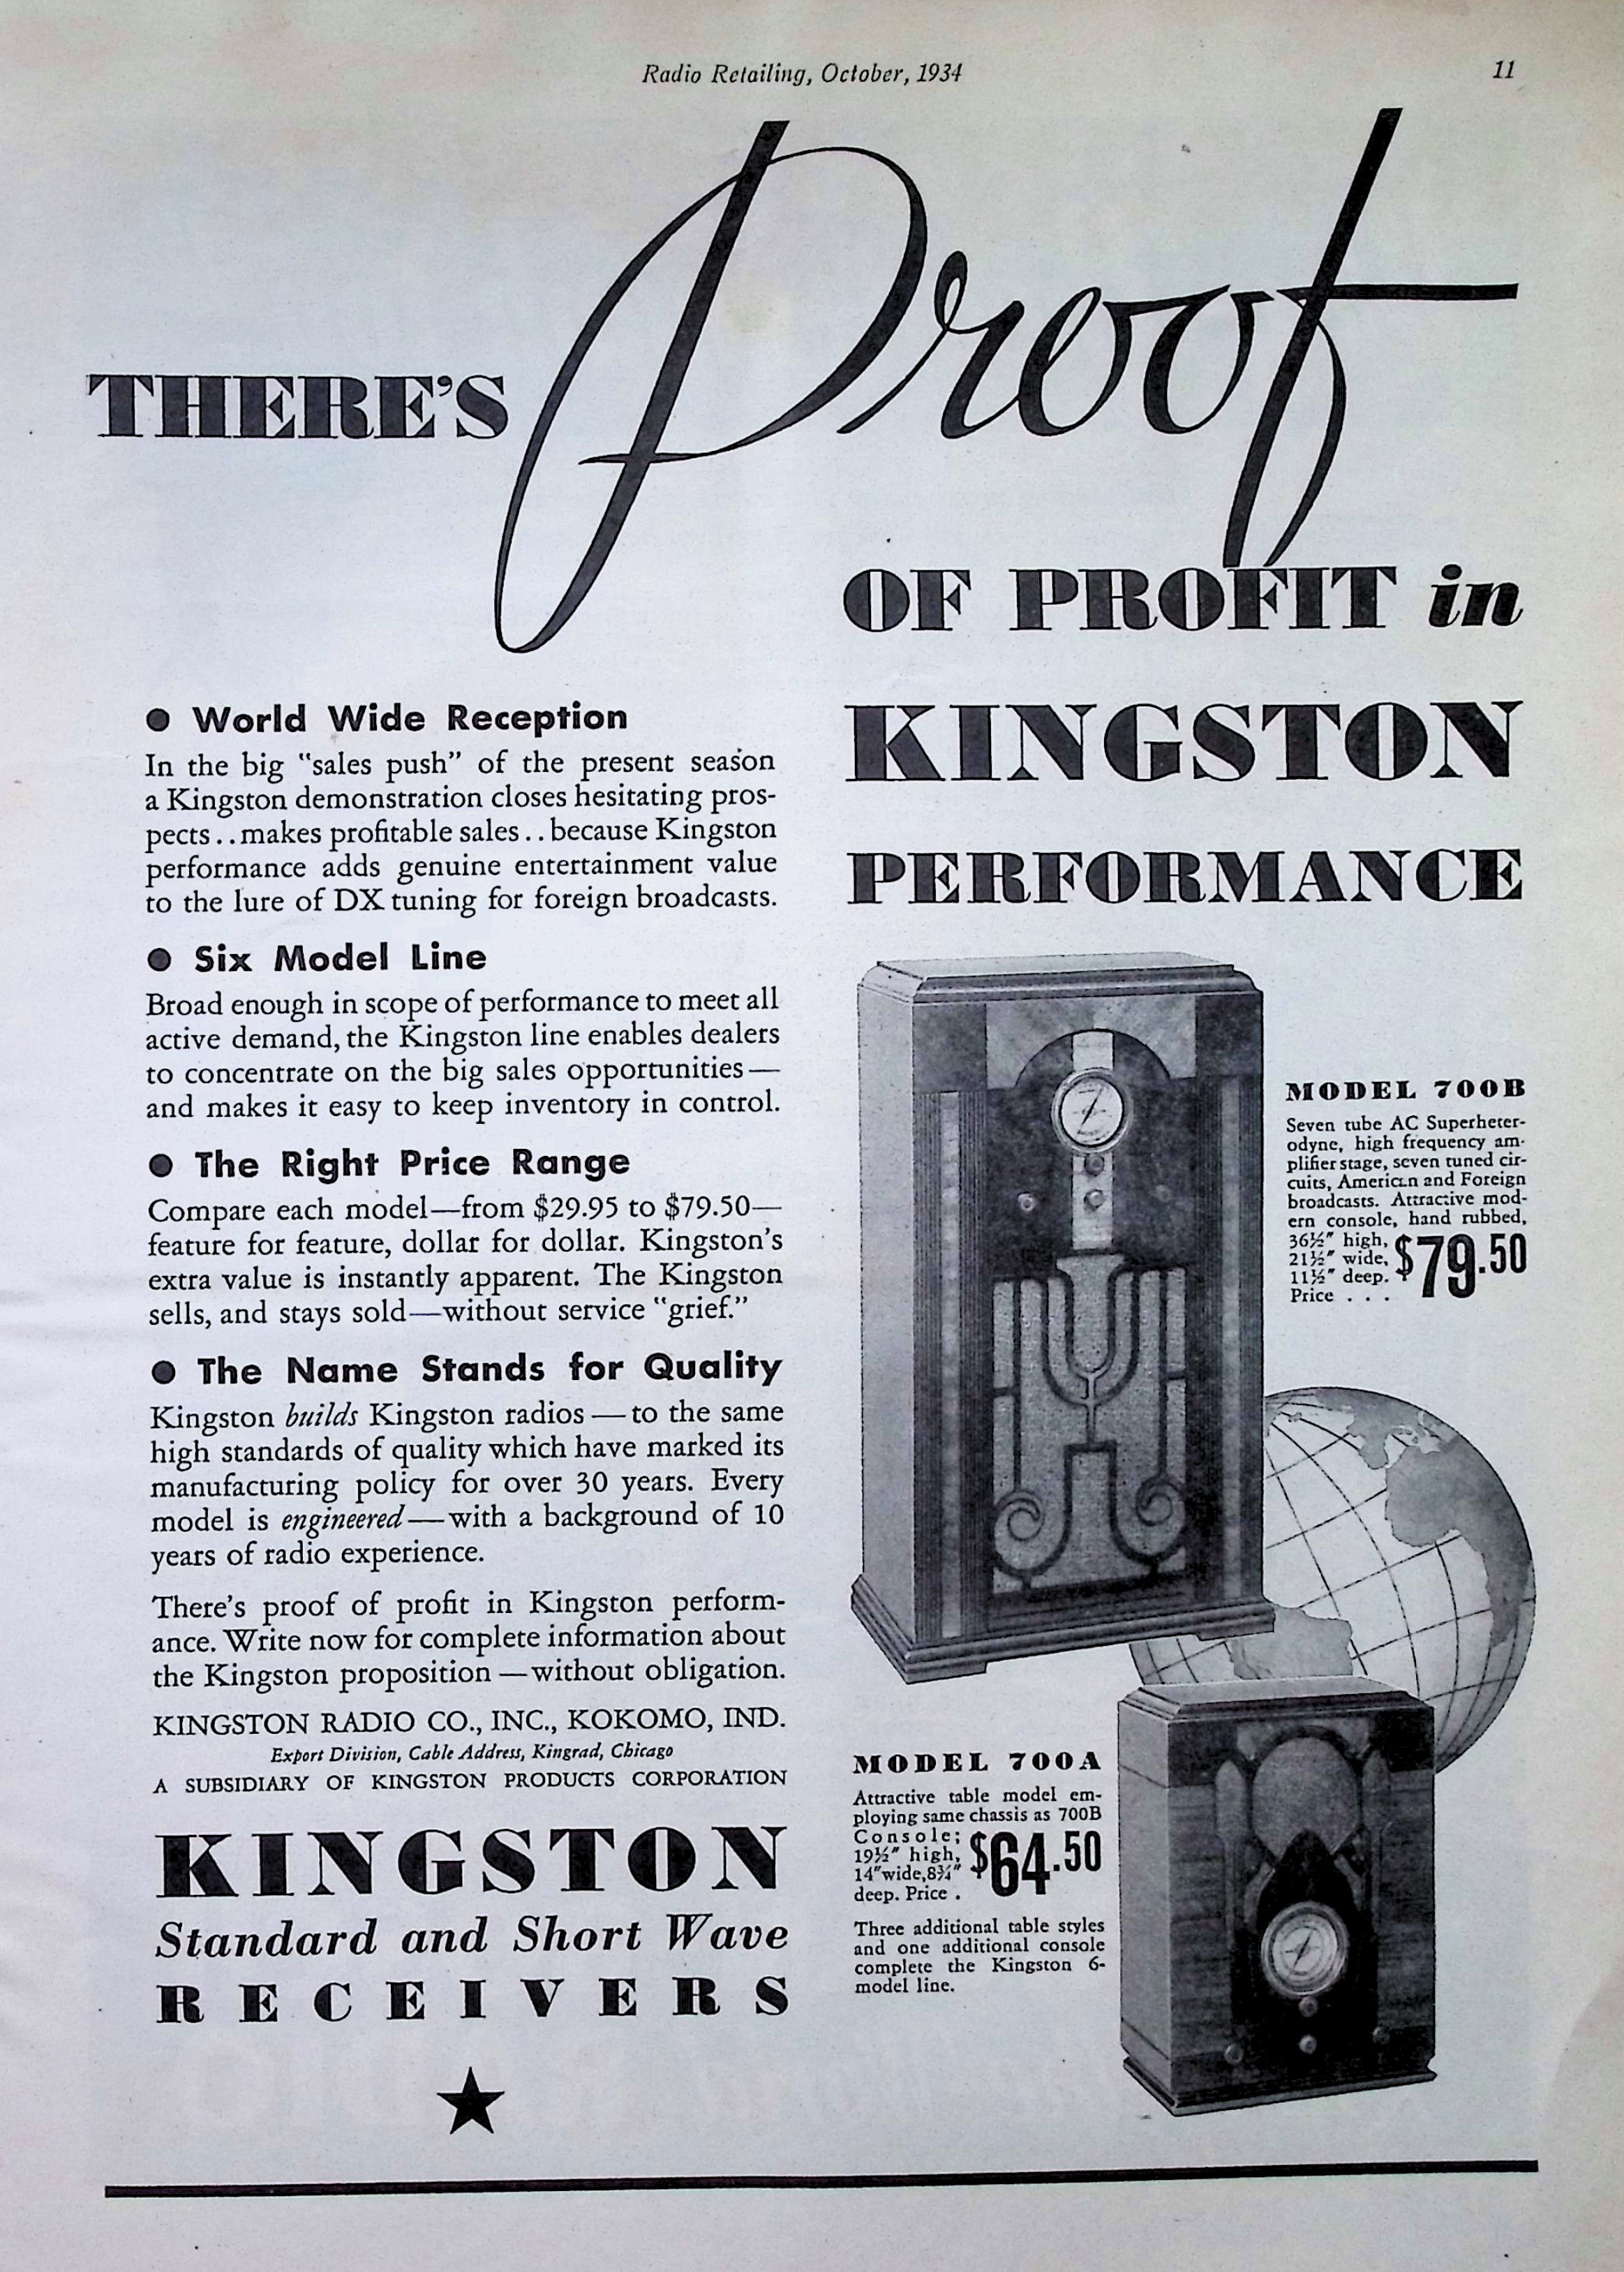 Radio Retailing, October, 1934
11
THERE'S Proof
OF PROFIT in
KINGSTON
PERFORMANCE
● World Wide Reception
In the big "sales push" of the present season
a Kingston demonstration closes hesitating pros-
pects..makes profitable sales..because Kingston
performance adds genuine entertainment value
to the lure of DX tuning for foreign broadcasts.
● Six Model Line
Broad enough in scope of performance to meet all
active demand, the Kingston line enables dealers
to concentrate on the big sales opportunities—
and makes it easy to keep inventory in control.
● The Right Price Range
Compare each model—from $29.95 to $79.50—
feature for feature, dollar for dollar. Kingston's
extra value is instantly apparent. The Kingston
sells, and stays sold—without service "grief."
● The Name Stands for Quality
Kingston builds Kingston radios—to the same
high standards of quality which have marked its
manufacturing policy for over 30 years. Every
model is engineered—with a background of 10
years of radio experience.
There's proof of profit in Kingston perform-
ance. Write now for complete information about
the Kingston proposition—without obligation.
KINGSTON RADIO CO., INC., KOKOMO, IND.
Export Division, Cable Address, Kingrad, Chicago
A SUBSIDIARY OF KINGSTON PRODUCTS CORPORATION
KINGSTON
Standard and Short Wave
RECEIVERS
MODEL 700B
Seven tube AC Superheter-
odyne, high frequency am-
plifier stage, seven tuned cir-
cuits, American and Foreign
broadcasts. Attractive mod-
ern console, hand rubbed,
36½" high,
21½" wide,
11½" deep.
Price . . . $79.50
MODEL 700A
Attractive table model em-
ploying same chassis as 700B
Console;
19½" high,
14" wide, 8¾"
deep. Price . $64.50
Three additional table styles
and one additional console
complete the Kingston 6-
model line.